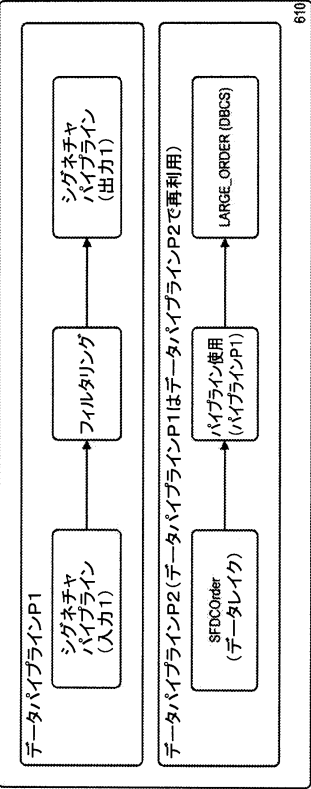 データパイプラインP1
シグネチャ
パイプライン
(入力1)
フィルタリング
シグネチャ
パイプライン
(出力1)
データパイプラインP2(データパイプラインP1はデータパイプラインP2で再利用)
SFDCOrder
(データレイク)
パイプライン使用
(パイプラインP1)
LARGE_ORDER (DBCS)
610